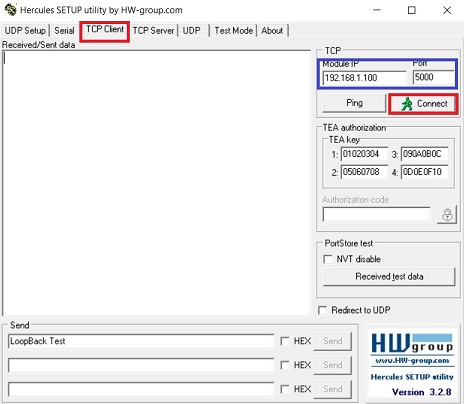 Hercules SETUP utility by HW-group.com
UDP Setup Serial TCP Client TCP Server UDP Test Mode About
Received/Sent data
TCP
Module IP Port
192.168.1.100 5000
Ping Connect
TEA authorization
TEA key
1: 01020304 3: 090A0B0C
2: 05060708 4: 0D0E0F10
Authorization code
PortStore test
NVT disable
Received test data
Redirect to UDP
Send
LoopBack Test HEX Send
HEX Send
HEX Send
HWgroup
www.HW-group.com
Hercules SETUP utility
Version 3.2.8